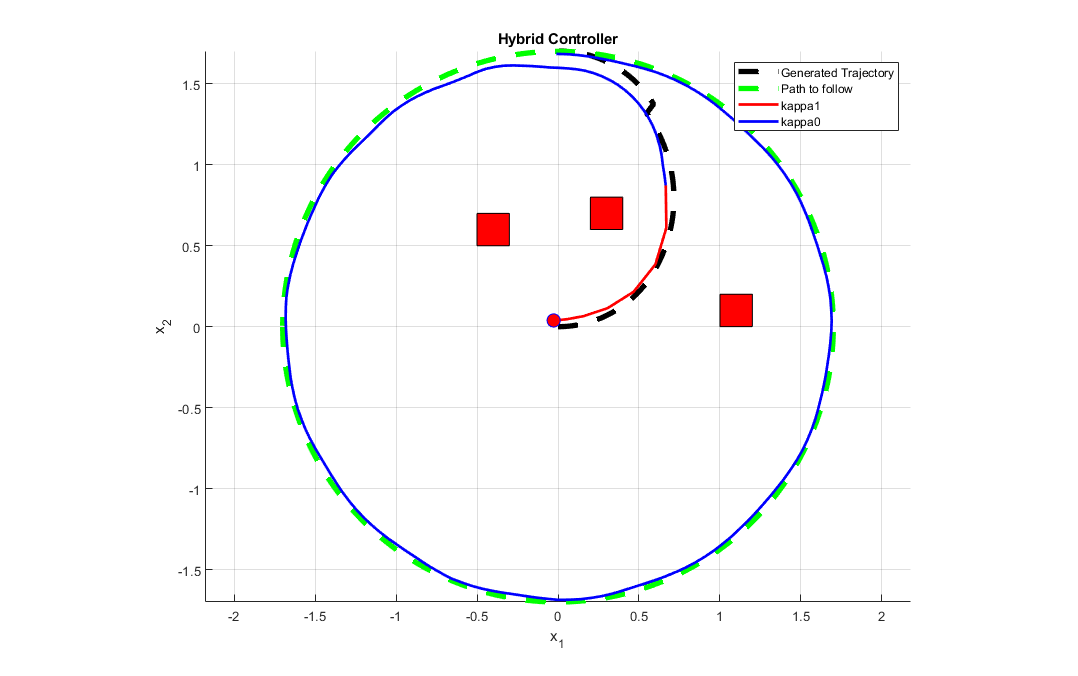 Hybrid Controller
Generated Trajectory
Path to follow
kappa1
kappa0
1.5
1
0.5
0
-0.5
-1
-1.5
x2
-2 -1.5 -1 -0.5 0 0.5 1 1.5 2
x1